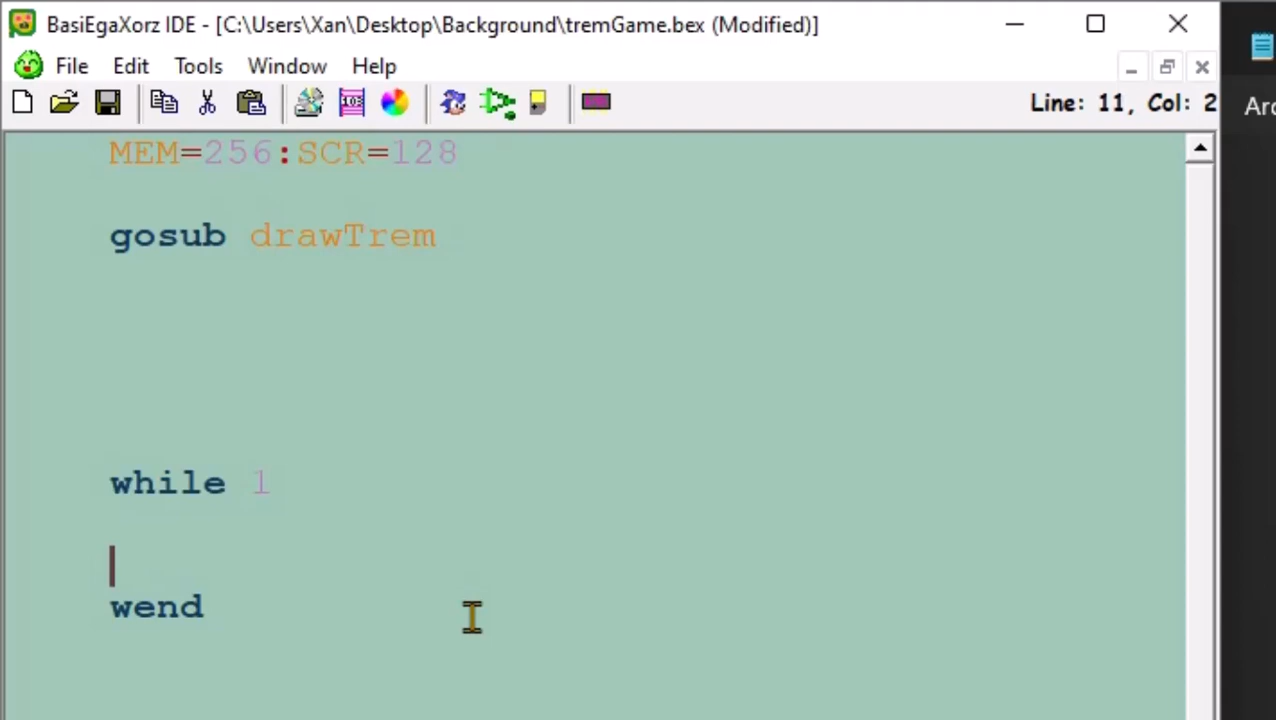 BasiEgaXorz IDE - [C:\Users\Xan\Desktop\Background\tremGame.bex (Modified)]
File Edit Tools Window Help
Line: 11, Col: 2
MEM=256:SCR=128
gosub drawTrem
while 1
wend